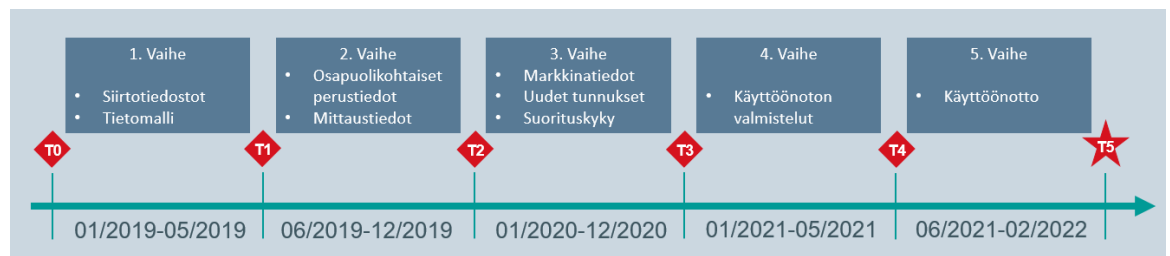 1. Vaihe
• Siirtotiedostot
• Tietomalli
2. Vaihe
• Osapuolikohtaiset
perustiedot
• Mittaustiedot
3. Vaihe
• Markkinatiedot
• Uudet tunnukset
• Suorituskyky
4. Vaihe
• Käyttöönoton
valmistelut
5. Vaihe
• Käyttöönotto
T0
T1
T2
T3
T4
T5
01/2019-05/2019
06/2019-12/2019
01/2020-12/2020
01/2021-05/2021
06/2021-02/2022